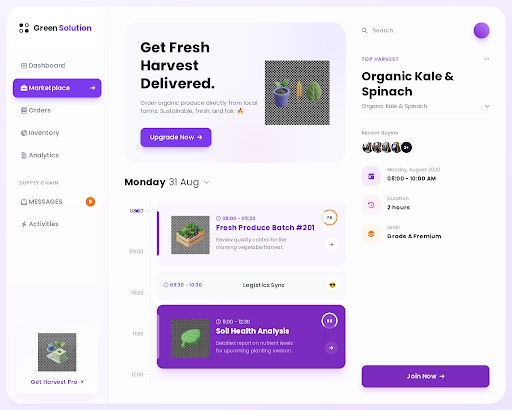 Green Solution
Dashboard
Marketplace
Orders
Inventory
Analytics
SUPPLY CHAIN
MESSAGES
Activities
Get Harvest Pro →
Get Fresh
Harvest
Delivered.
Order organic produce directly from local
farms. Sustainable, fresh, and fair. 🔥
Upgrade Now →
Monday 31 Aug
09:00
10:00
11:00
12:00
08:00 - 09:30
Fresh Produce Batch #201
Review quality control for the
morning vegetable harvest.
75
09:30 - 10:30
Logistics Sync
😎
11:00 - 12:30
Soil Health Analysis
Detailed report on nutrient levels
for upcoming planting season.
Search
TOP HARVEST
Organic Kale &
Spinach
Organic Kale & Spinach
Recent Buyers
Monday, August 2020
08:00 - 10:00 AM
Duration
2 hours
Level
Grade A Premium
Join Now →